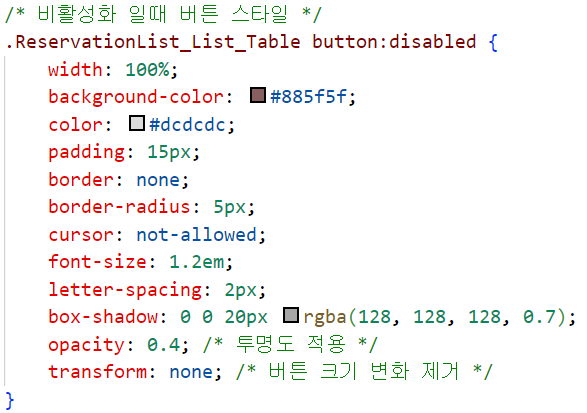 /* 비활성화 일때 버튼 스타일 */
.ReservationList_List_Table button:disabled {
width: 100%;
background-color: #885f5f;
color: #dcdcdc;
padding: 15px;
border: none;
border-radius: 5px;
cursor: not-allowed;
font-size: 1.2em;
letter-spacing: 2px;
box-shadow: 0 0 20px rgba(128, 128, 128, 0.7);
opacity: 0.4; /* 투명도 적용 */
transform: none; /* 버튼 크기 변화 제거 */
}